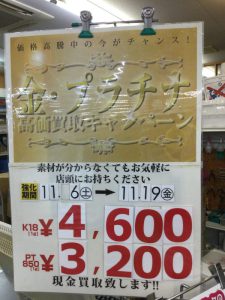 価格高騰中の今がチャンス!
金・プラチナ
高価買取キャンペーン
素材が分からなくてもお気軽に
店頭にお持ちください
強化期間 11.6(土) → 11.19(金)
K18 (1g) ¥4,600
PT850 (1g) ¥3,200
現金買取致します!!